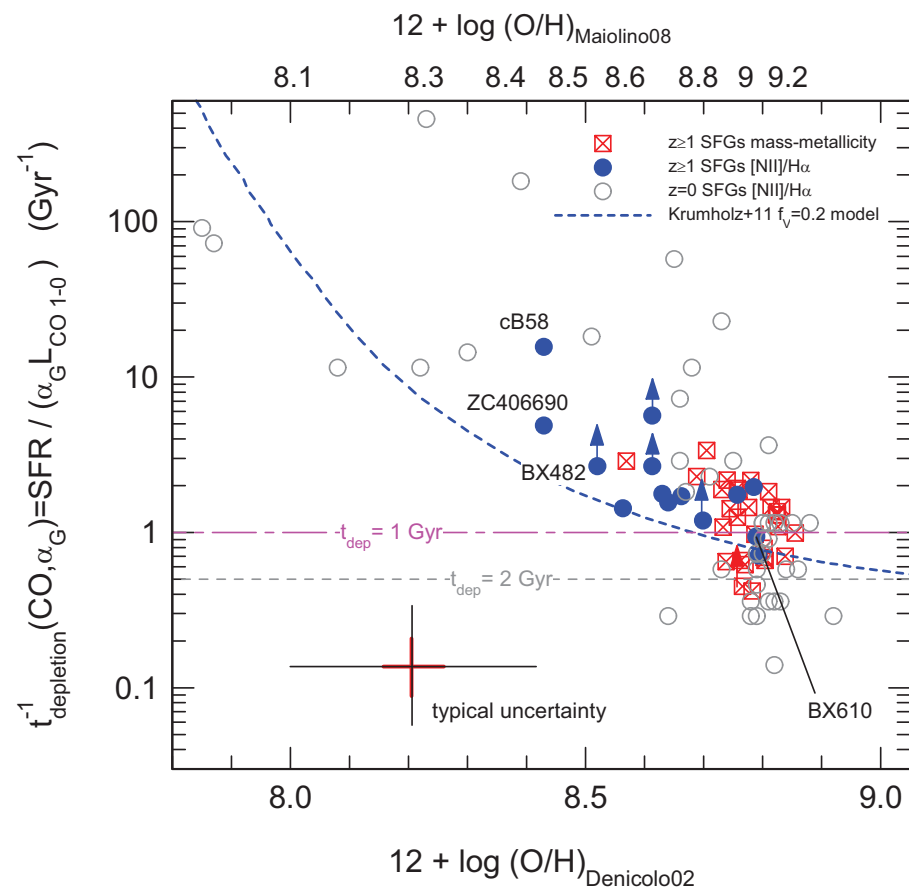 12 + log (O/H)Maiolino08
8.1 8.3 8.4 8.5 8.6 8.8 9 9.2
z≥1 SFGs mass-metallicity
z≥1 SFGs [NII]/Hα
z=0 SFGs [NII]/Hα
Krumholz+11 fV=0.2 model
t-1depletion(CO,αG)=SFR / (αG LCO 1-0) (Gyr-1)
100
10
1
0.1
cB58
ZC406690
BX482
tdep= 1 Gyr
tdep= 2 Gyr
typical uncertainty
BX610
8.0 8.5 9.0
12 + log (O/H)Denicolo02